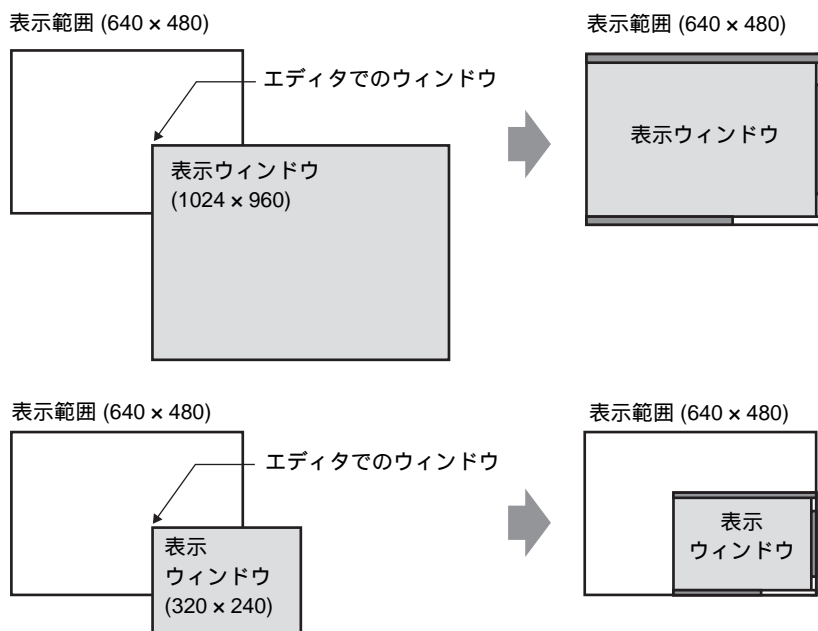 表示範囲 (640 × 480)
エディタでのウィンドウ
表示ウィンドウ
(1024 × 960)
表示範囲 (640 × 480)
表示ウィンドウ
表示範囲 (640 × 480)
エディタでのウィンドウ
表示
ウィンドウ
(320 × 240)
表示範囲 (640 × 480)
表示
ウィンドウ